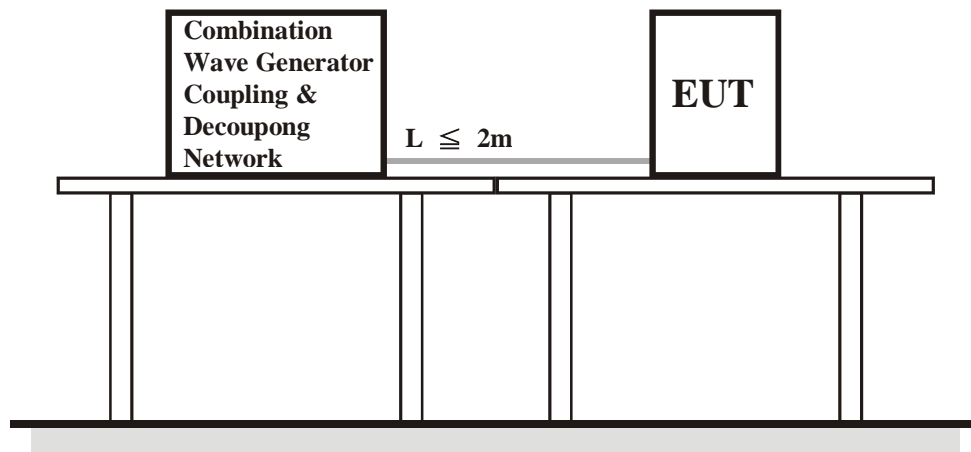 Combination
Wave Generator
Coupling &
Decoupong
Network
L ≦ 2m
EUT